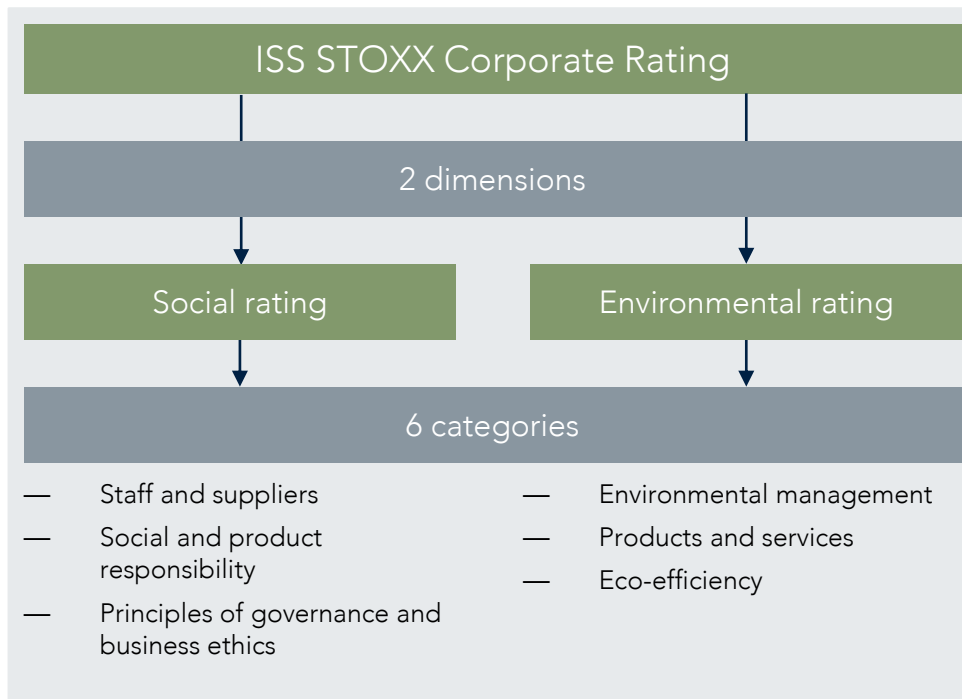 ISS STOXX Corporate Rating
2 dimensions
Social rating
Environmental rating
6 categories
— Staff and suppliers
— Social and product
responsibility
— Principles of governance and
business ethics
— Environmental management
— Products and services
— Eco-efficiency